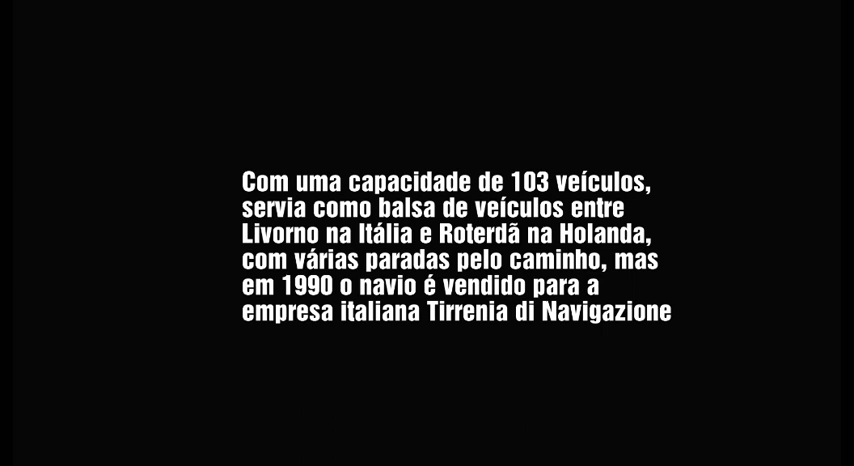 Com uma capacidade de 103 veículos,
servia como balsa de veículos entre
Livorno na Itália e Roterdã na Holanda,
com várias paradas pelo caminho, mas
em 1990 o navio é vendido para a
empresa italiana Tirrenia di Navigazione